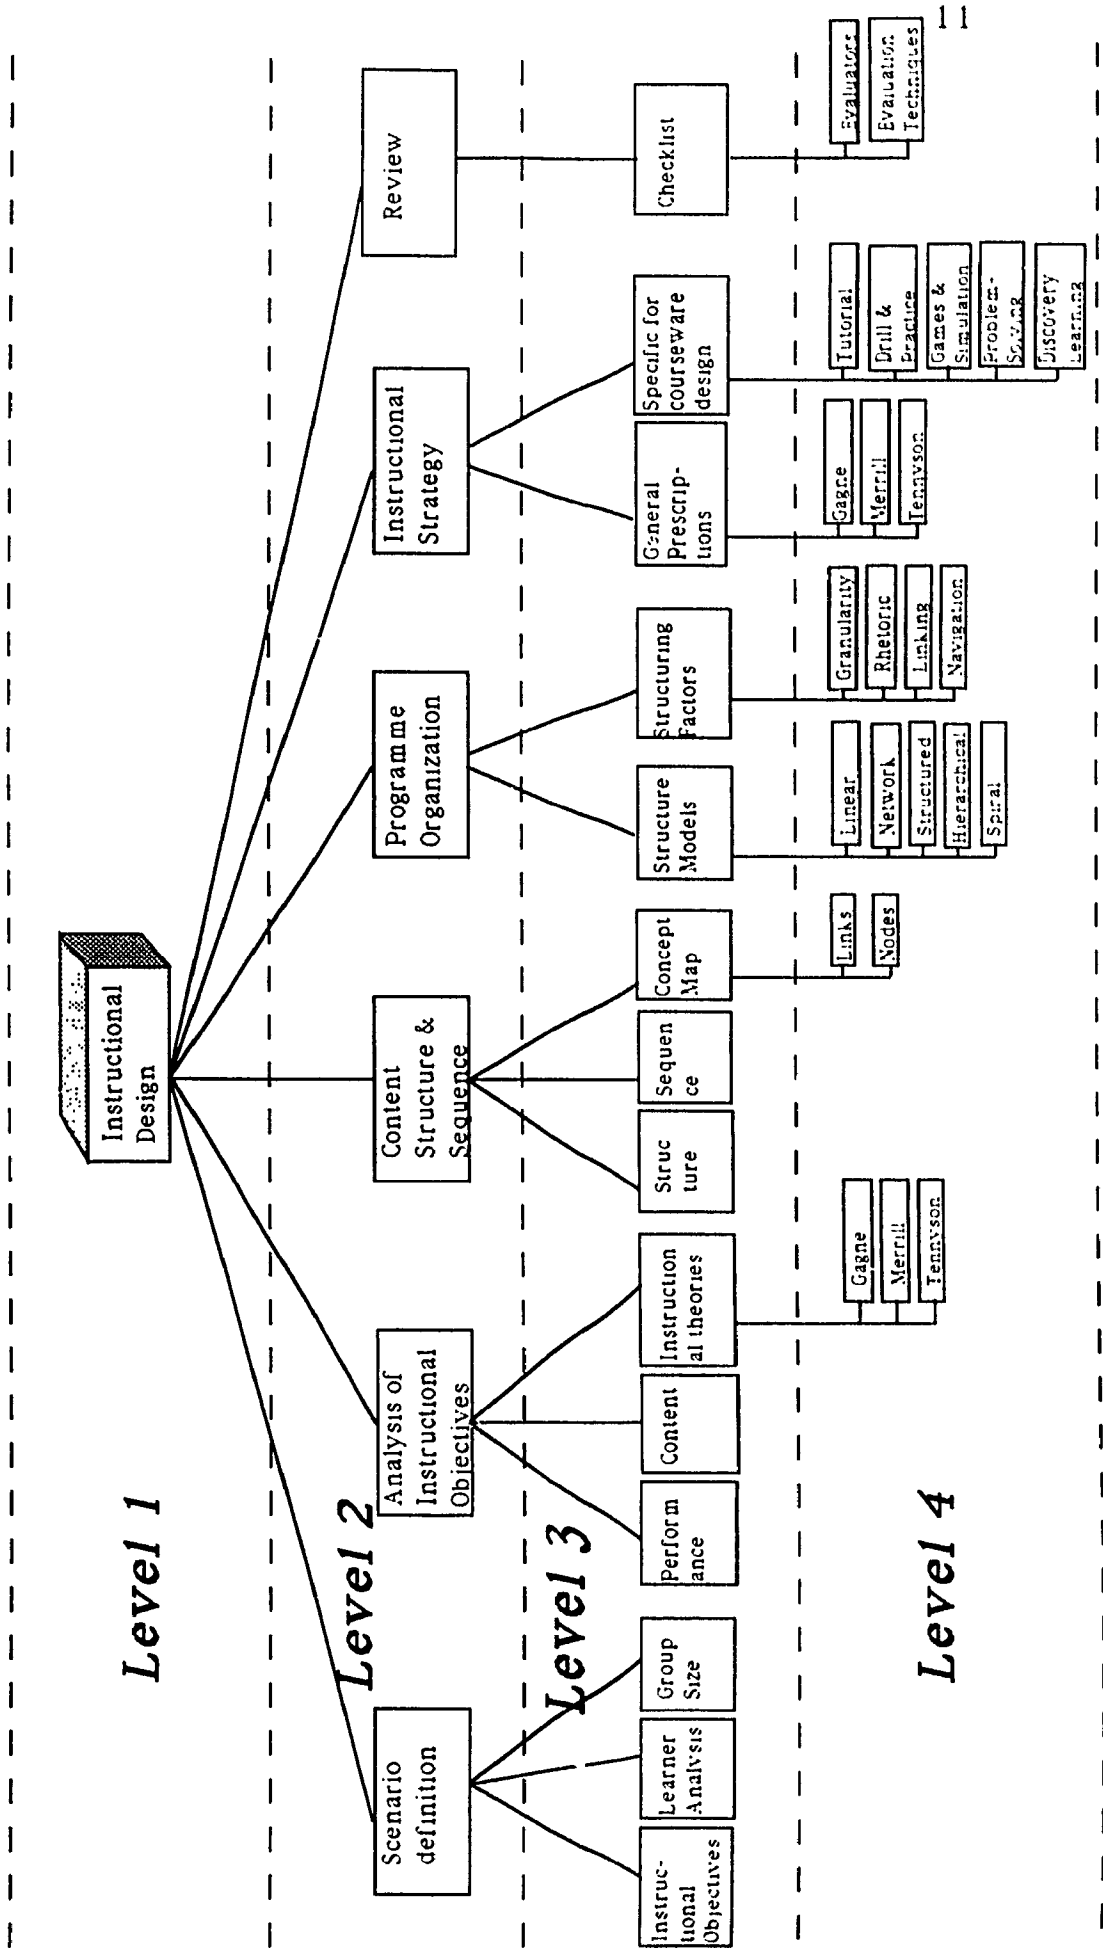 11
Level 1
Instructional
Design
Level 2
Scenario
definition
Analysis of
Instructional
Objectives
Content
Structure &
Sequence
Programme
Organization
Instructional
Strategy
Review
Level 3
Instruc-
tional
Objectives
Learner
Analysis
Group
Size
Perform
ance
Content
Instruction
al theories
Struc
ture
Sequen
ce
Concept
Map
Structure
Models
Structuring
Factors
General
Prescrip-
tions
Specific for
courseware
design
Checklist
Level 4
Gagne
Merrill
Tennyson
Links
Nodes
Linear
Network
Structured
Hierarchical
Spiral
Granularity
Rhetoric
Linking
Navigation
Gagne
Merrill
Tennyson
Tutorial
Drill &
Practice
Games &
Simulation
Problem-
Solving
Discovery
Learning
Evaluators
Evaluation
Techniques